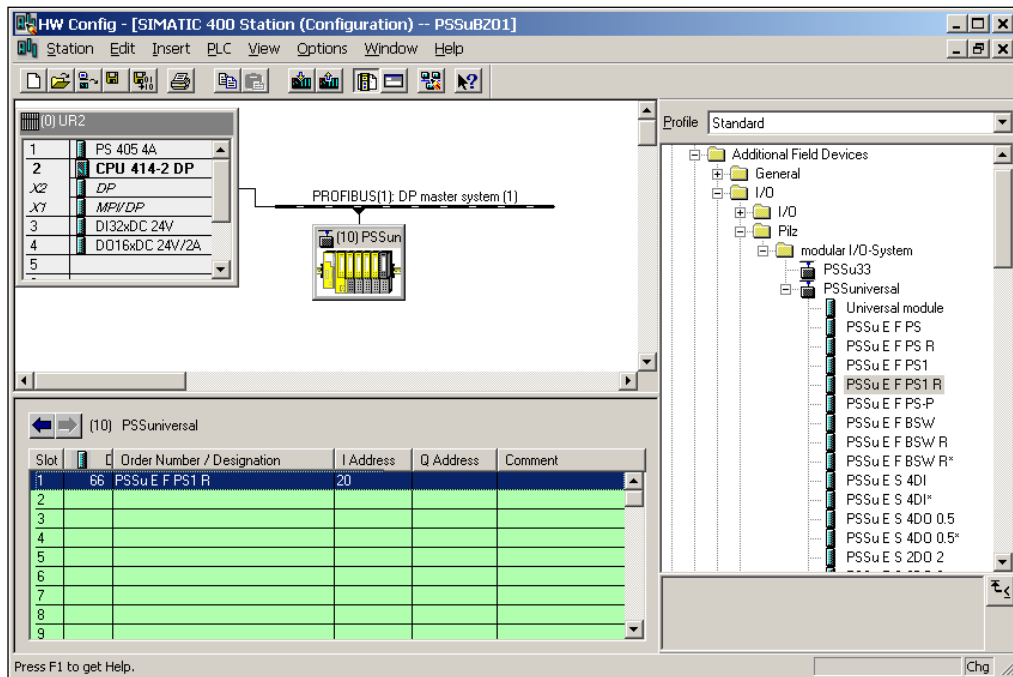 HW Config - [SIMATIC 400 Station (Configuration) -- PSSuBZ01]
Station Edit Insert PLC View Options Window Help
(0) UR2
1 PS 405 4A
2 CPU 414-2 DP
X2 DP
X1 MPI/DP
3 DI32xDC 24V
4 DO16xDC 24V/2A
5
PROFIBUS(1): DP master system (1)
(10) PSSun
(10) PSSuniversal
Slot Order Number / Designation I Address Q Address Comment
1 66 PSSu E F PS1 R 20
2
3
4
5
6
7
8
9
Profile Standard
Additional Field Devices
General
I/O
I/O
Pilz
modular I/O-System
PSSu33
PSSuniversal
Universal module
PSSu E F PS
PSSu E F PS R
PSSu E F PS1
PSSu E F PS1 R
PSSu E F PS-P
PSSu E F BSW
PSSu E F BSW R
PSSu E F BSW R*
PSSu E S 4DI
PSSu E S 4DI*
PSSu E S 4DO 0.5
PSSu E S 4DO 0.5*
PSSu E S 2DO 2
Press F1 to get Help.
Chg